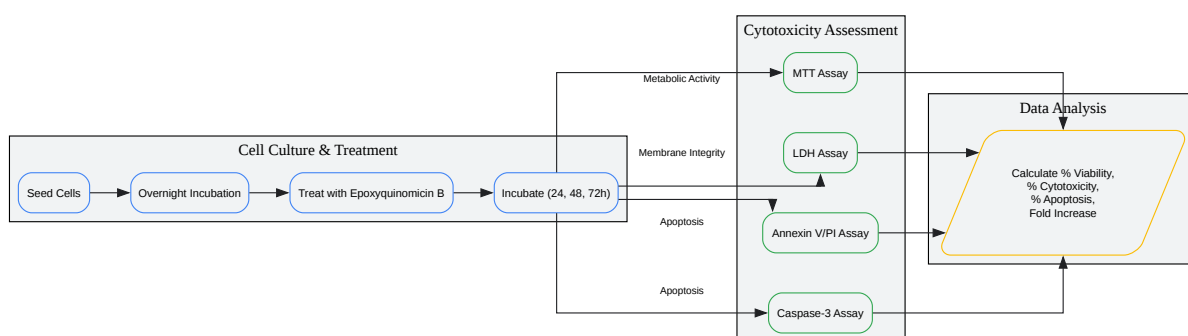 Cell Culture & Treatment
Seed Cells
Overnight Incubation
Treat with Epoxyquinomicin B
Incubate (24, 48, 72h)
Metabolic Activity
Membrane Integrity
Apoptosis
Apoptosis
Cytotoxicity Assessment
MTT Assay
LDH Assay
Annexin V/PI Assay
Caspase-3 Assay
Data Analysis
Calculate % Viability,
% Cytotoxicity,
% Apoptosis,
Fold Increase